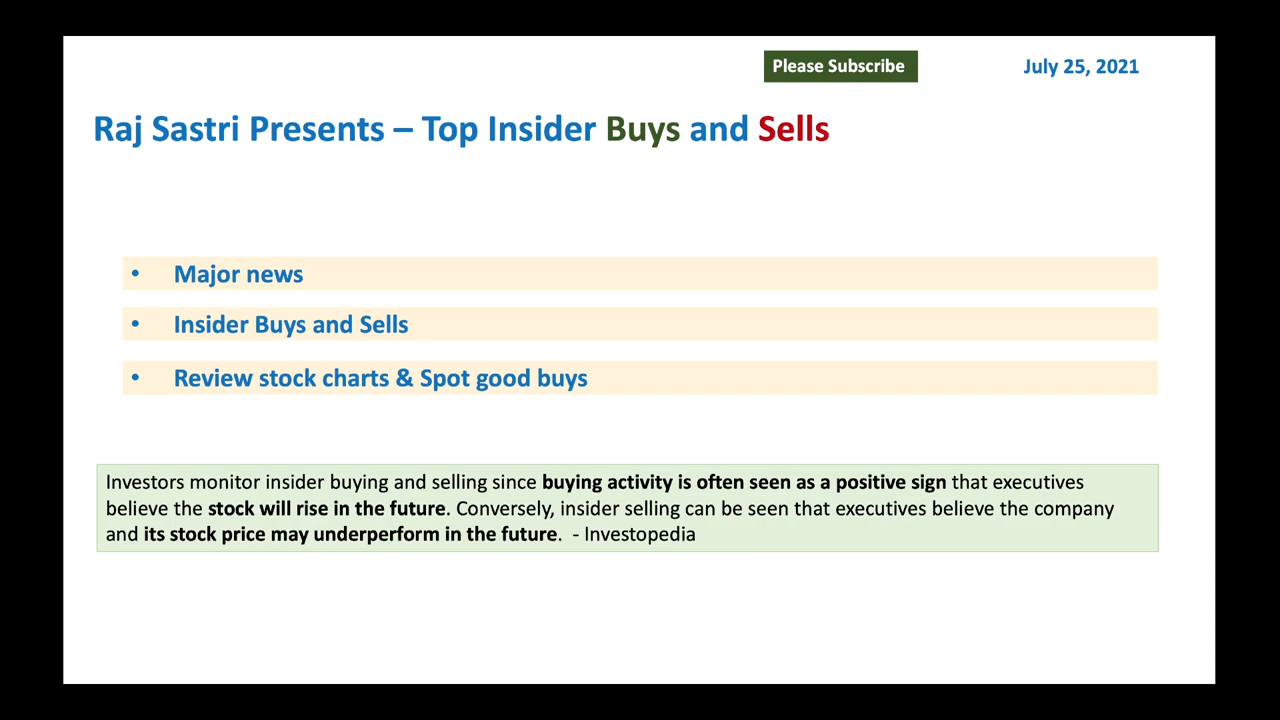 Please Subscribe
July 25, 2021
Raj Sastri Presents – Top Insider Buys and Sells
• Major news
• Insider Buys and Sells
• Review stock charts & Spot good buys
Investors monitor insider buying and selling since buying activity is often seen as a positive sign that executives
believe the stock will rise in the future. Conversely, insider selling can be seen that executives believe the company
and its stock price may underperform in the future.  - Investopedia